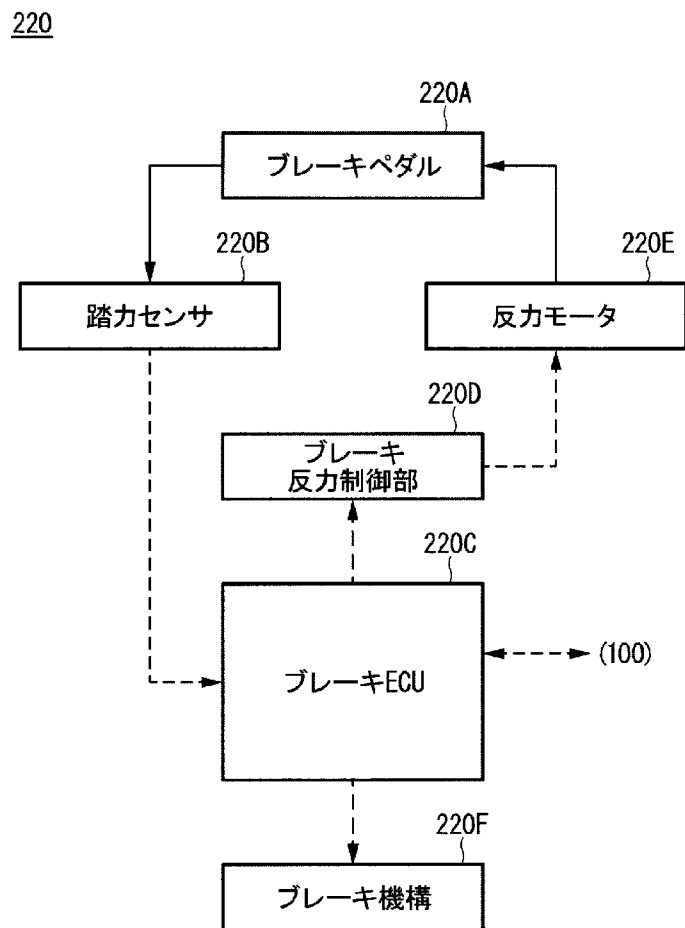 220
220A
ブレーキペダル
220B
踏力センサ
220E
反力モータ
220D
ブレーキ
反力制御部
220C
ブレーキECU
(100)
220F
ブレーキ機構